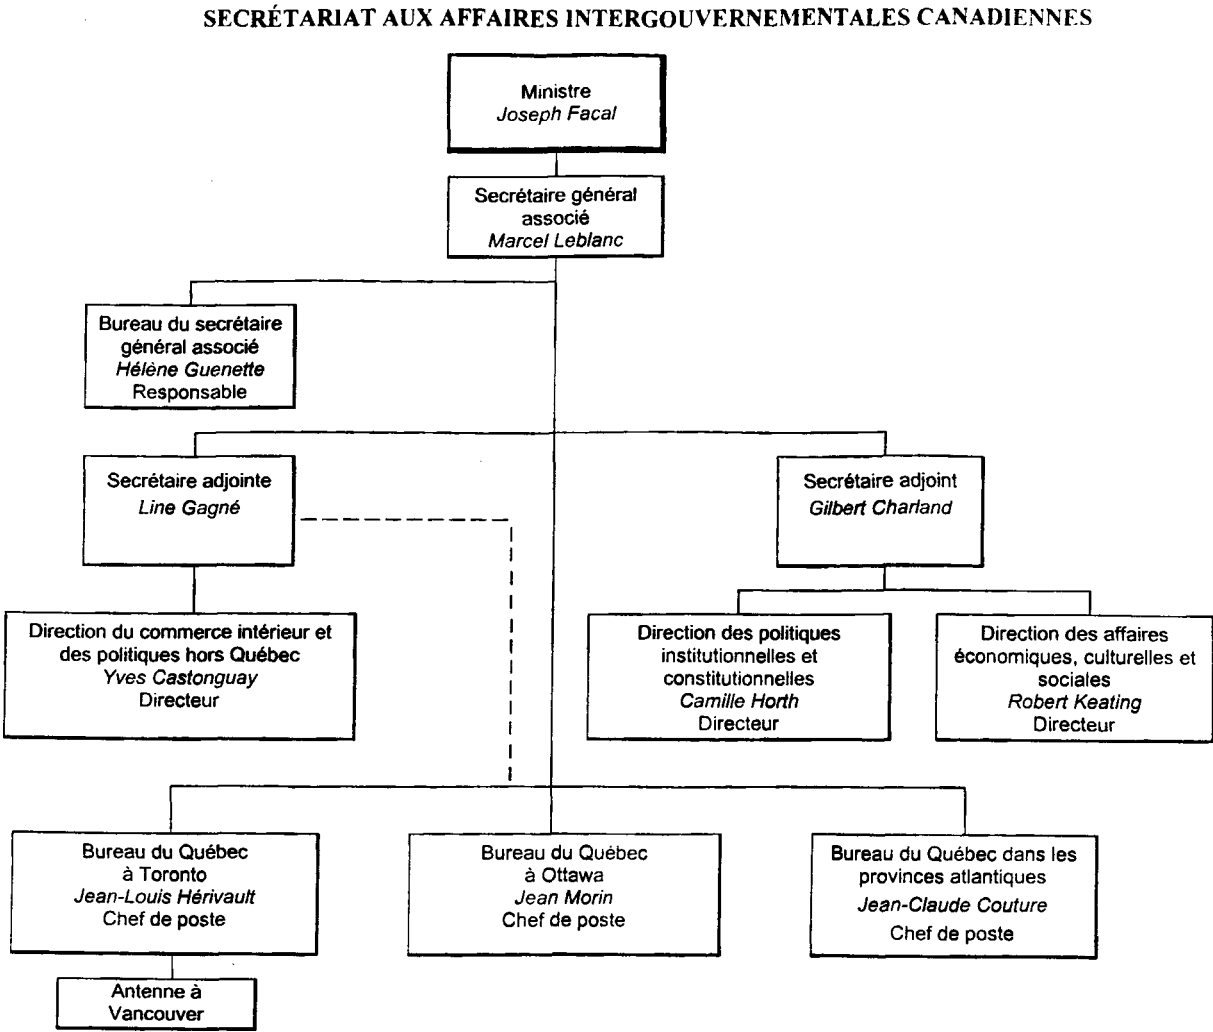 SECRÉTARIAT AUX AFFAIRES INTERGOUVERNEMENTALES CANADIENNES
Ministre
Joseph Facal
Secrétaire général
associé
Marcel Leblanc
Bureau du secrétaire
général associé
Hélène Guenette
Responsable
Secrétaire adjointe
Line Gagné
Secrétaire adjoint
Gilbert Charland
Direction du commerce intérieur et
des politiques hors Québec
Yves Castonguay
Directeur
Direction des politiques
institutionnelles et
constitutionnelles
Camille Horth
Directeur
Direction des affaires
économiques, culturelles et
sociales
Robert Keating
Directeur
Bureau du Québec
à Toronto
Jean-Louis Hérivault
Chef de poste
Bureau du Québec
à Ottawa
Jean Morin
Chef de poste
Bureau du Québec dans les
provinces atlantiques
Jean-Claude Couture
Chef de poste
Antenne à
Vancouver